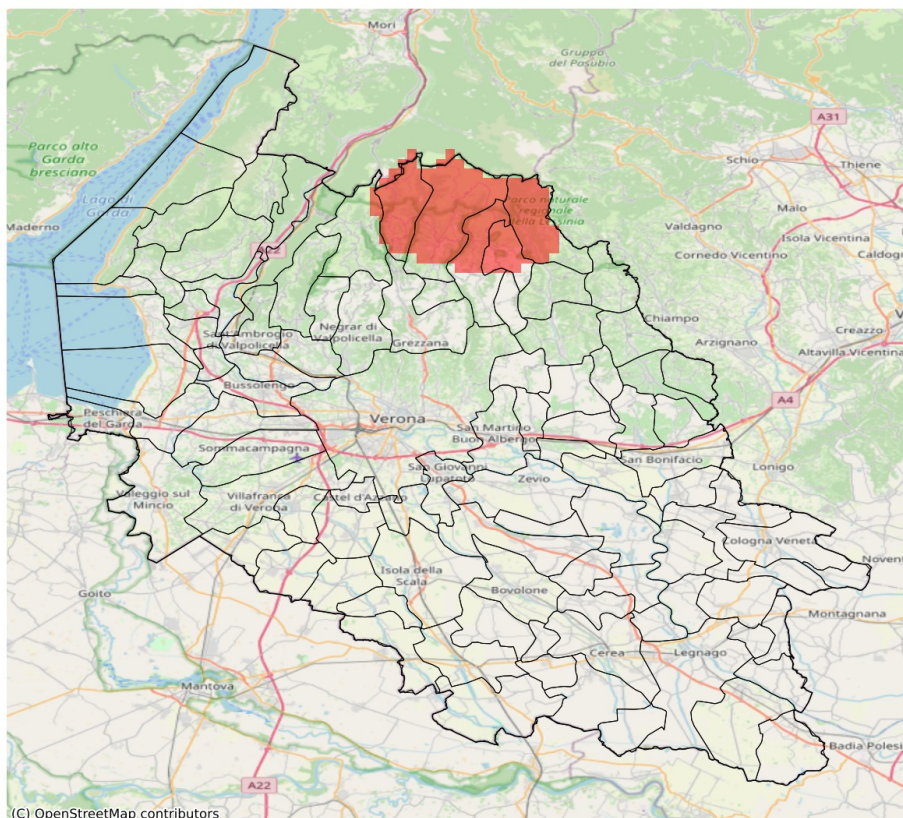 Mori
Gruppo
del Pasubio
A31
Schio
Thiene
Parco alto
Garda
bresciano
Malo
Lago di
Garda
Parco naturale
regionale
della Lessinia
Valdagno
Isola Vicentina
Maderno
A22
Cornedo Vicentino
Caldogn
Chiampo
Negrar di
Valpolicella
Sant'Ambrogio
di Valpolicella
Grezzana
Arzignano
Creazzo
Altavilla Vicentina
Bussolengo
A4
Peschiera
del Garda
Verona
San Martino
Buon Albergo
Sommacampagna
San Bonifacio
Lonigo
San Giovanni
Lupatoto
Zevio
Valeggio sul
Mincio
Villafranca
di Verona
Castel d'Azzano
Cologna Veneta
Noven
Isola della
Scala
Goito
Bovolone
Montagnana
Cerea
Legnago
Mantova
Badia Polesi
A22
(C) OpenStreetMap contributors